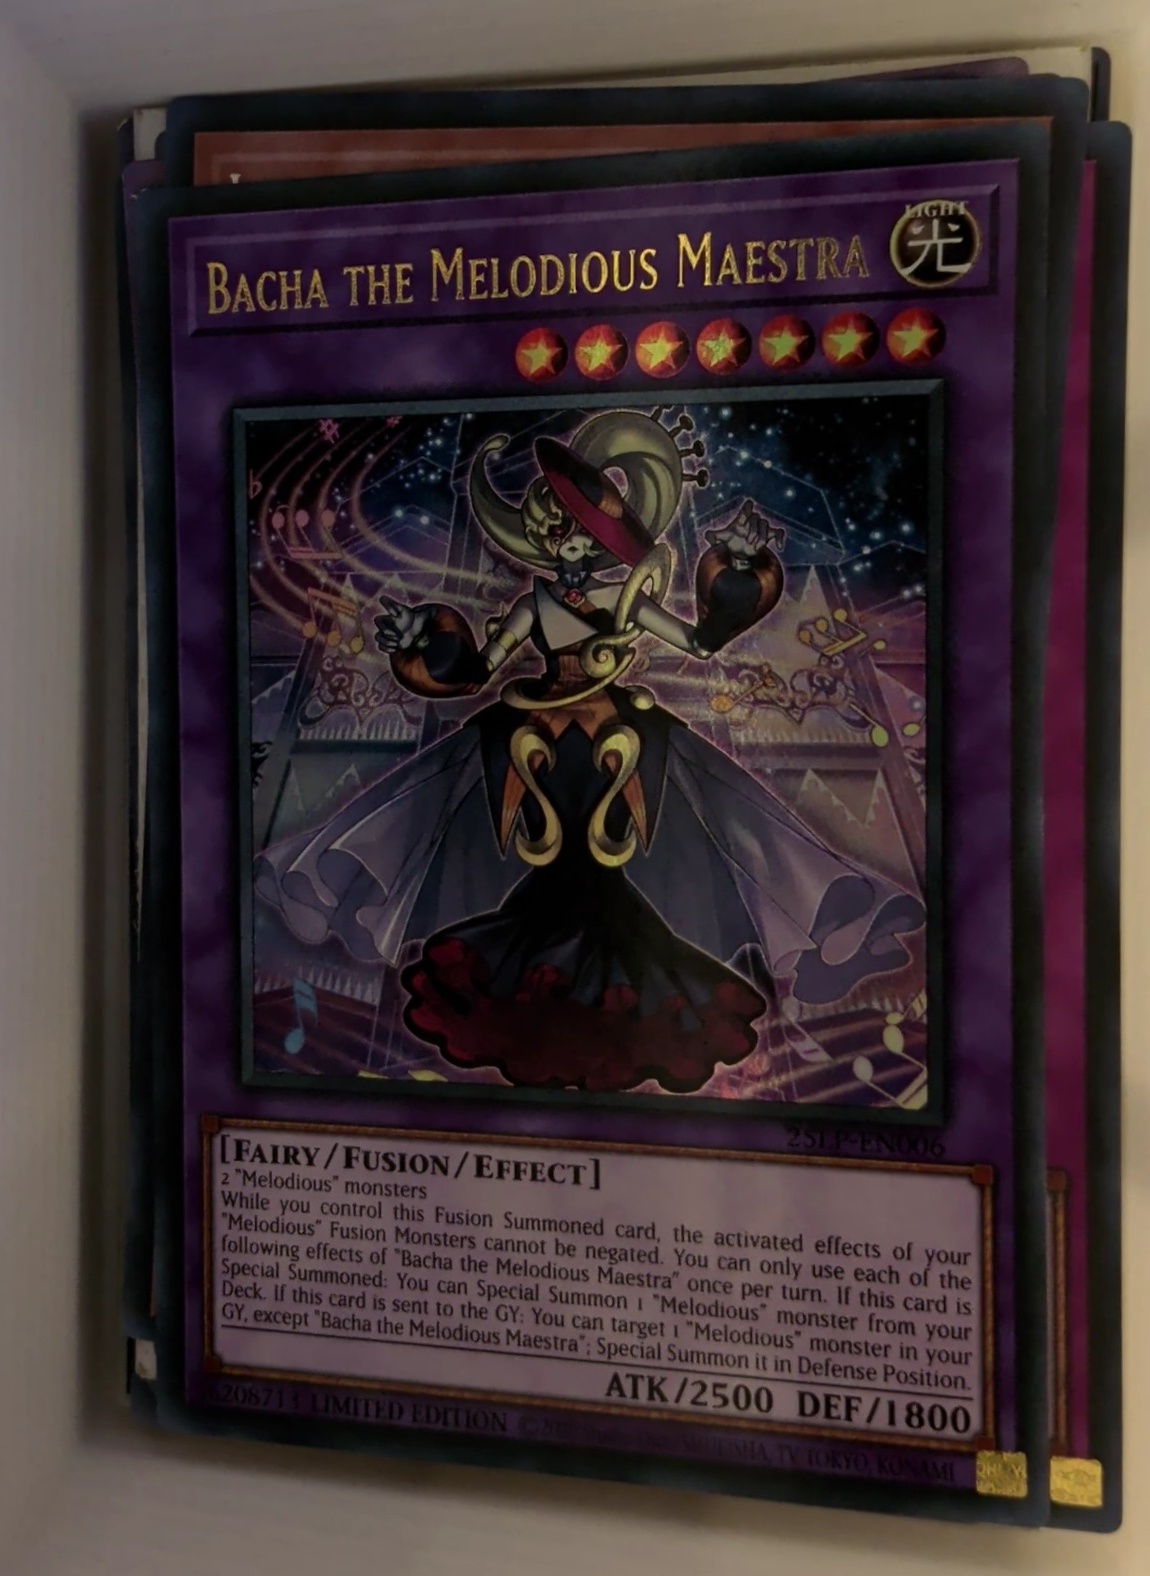 BACHA THE MELODIOUS MAESTRA
LIGHT
光
25LP-EN006
[FAIRY/FUSION/EFFECT]
2 "Melodious" monsters
While you control this Fusion Summoned card, the activated effects of your
"Melodious" Fusion Monsters cannot be negated. You can only use each of the
following effects of "Bacha the Melodious Maestra" once per turn. If this card is
Special Summoned: You can Special Summon 1 "Melodious" monster from your
Deck. If this card is sent to the GY: You can target 1 "Melodious" monster in your
GY, except "Bacha the Melodious Maestra"; Special Summon it in Defense Position.
ATK/2500 DEF/1800
LIMITED EDITION SHUEISHA, TV TOKYO, KONAMI